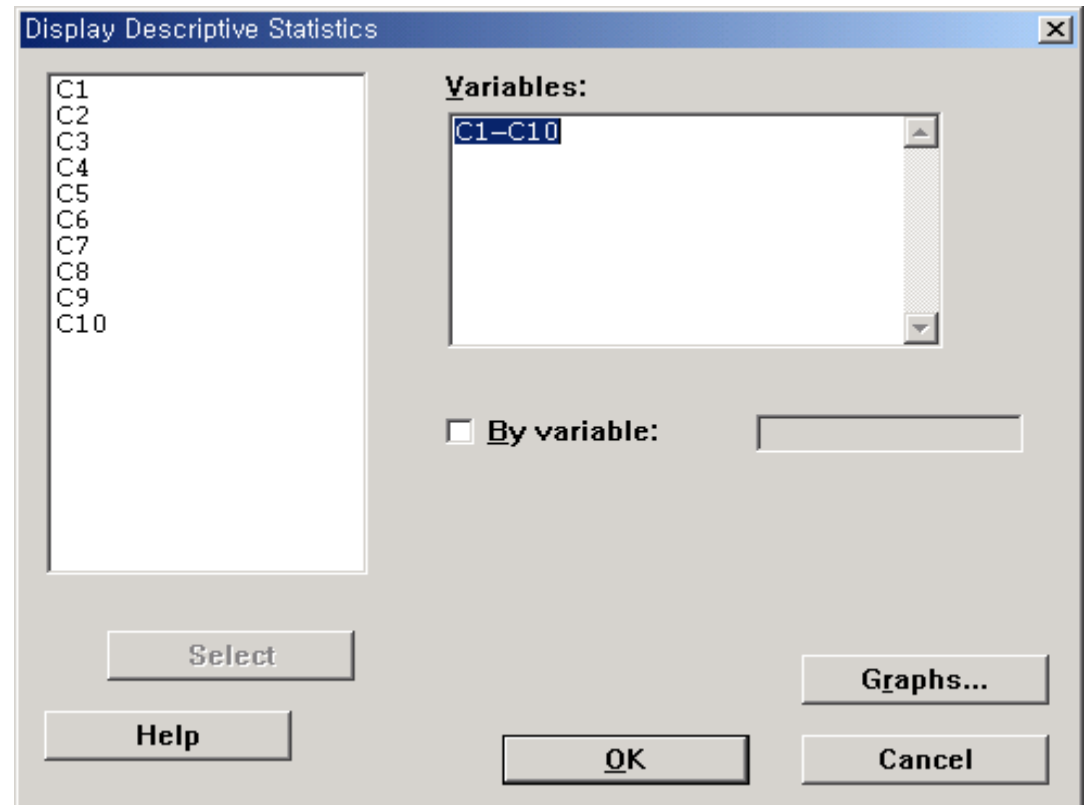 Display Descriptive Statistics
C1
C2
C3
C4
C5
C6
C7
C8
C9
C10
Variables:
C1-C10
By variable:
Select
Graphs...
Help
OK
Cancel